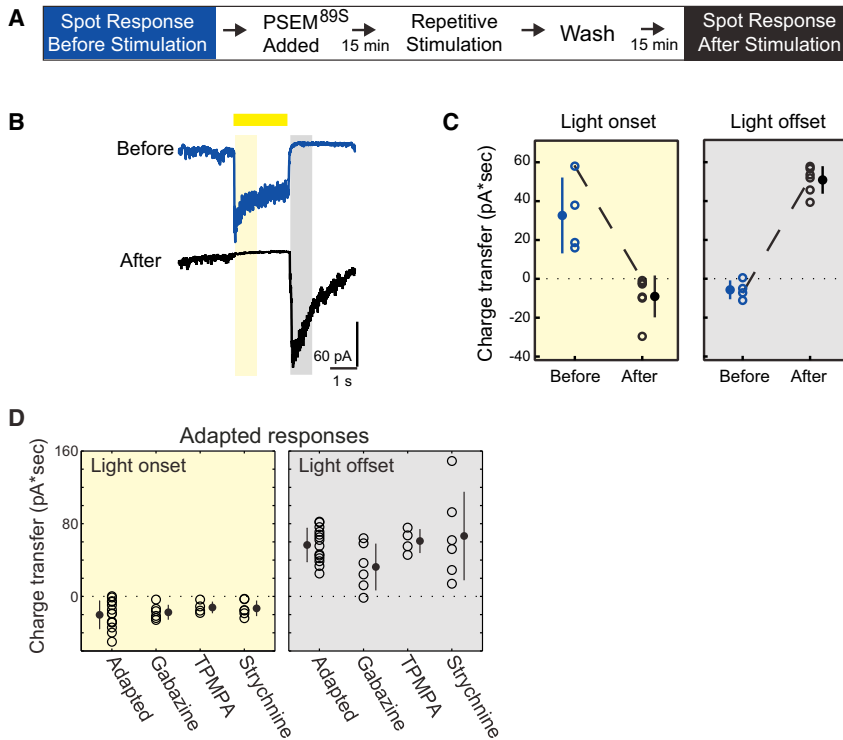 A
Spot Response
Before Stimulation
PSEM89S
Added
15 min
Repetitive
Stimulation
Wash
15 min
Spot Response
After Stimulation
B
Before
After
60 pA
1 s
C
Light onset
Light offset
Charge transfer (pA*sec)
60
40
20
0
-20
-40
Before
After
Before
After
D
Adapted responses
Light onset
Light offset
Charge transfer (pA*sec)
160
80
0
Adapted
Gabazine
TPMPA
Strychnine
Adapted
Gabazine
TPMPA
Strychnine